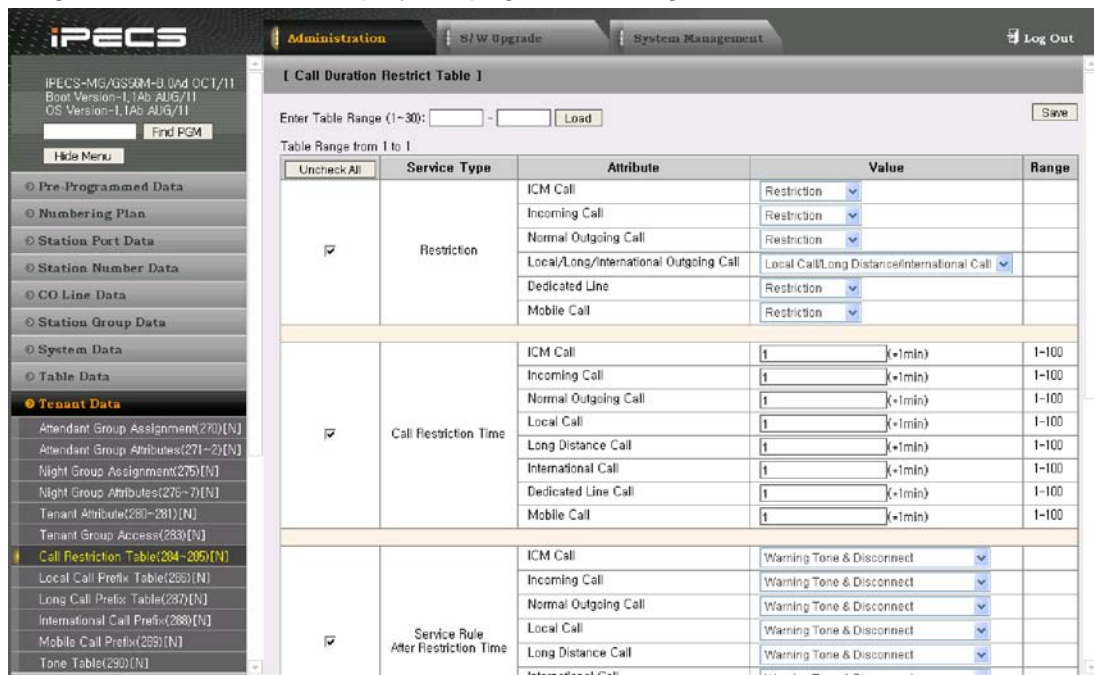 iPECS
Administration
S/W Upgrade
System Management
Log Out
iPECS-MG/GS56M-B.0Ad OCT/11
Boot Version-1.1Ab AUG/11
OS Version-1.1Ab AUG/11
Find PGM
Hide Menu
Pre-Programmed Data
Numbering Plan
Station Port Data
Station Number Data
CO Line Data
Station Group Data
System Data
Table Data
Tenant Data
Attendant Group Assignment(270)[N]
Attendant Group Attributes(271~2)[N]
Night Group Assignment(275)[N]
Night Group Attributes(276~7)[N]
Tenant Attribute(280~281)[N]
Tenant Group Access(283)[N]
Call Restriction Table(284~285)[N]
Local Call Prefix Table(286)[N]
Long Call Prefix Table(287)[N]
International Call Prefix(288)[N]
Mobile Call Prefix(289)[N]
Tone Table(290)[N]
[ Call Duration Restrict Table ]
Enter Table Range (1~30): - Load
Save
Table Range from 1 to 1
Uncheck All Service Type Attribute Value Range
Restriction
ICM Call Restriction
Incoming Call Restriction
Normal Outgoing Call Restriction
Local/Long/International Outgoing Call Local Call/Long Distance/International Call
Dedicated Line Restriction
Mobile Call Restriction
Call Restriction Time
ICM Call 1 (*1min) 1-100
Incoming Call 1 (*1min) 1-100
Normal Outgoing Call 1 (*1min) 1-100
Local Call 1 (*1min) 1-100
Long Distance Call 1 (*1min) 1-100
International Call 1 (*1min) 1-100
Dedicated Line Call 1 (*1min) 1-100
Mobile Call 1 (*1min) 1-100
Service Rule
After Restriction Time
ICM Call Warning Tone & Disconnect
Incoming Call Warning Tone & Disconnect
Normal Outgoing Call Warning Tone & Disconnect
Local Call Warning Tone & Disconnect
Long Distance Call Warning Tone & Disconnect